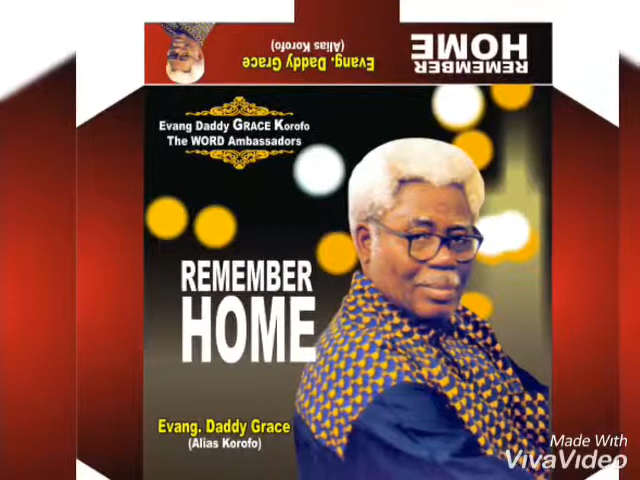 REMEMBER
HOME
Evang. Daddy Grace
(Alias Korofo)
Evang Daddy GRACE Korofo
The WORD Ambassadors
REMEMBER
HOME
Evang. Daddy Grace
(Alias Korofo)
Made With
VivaVideo